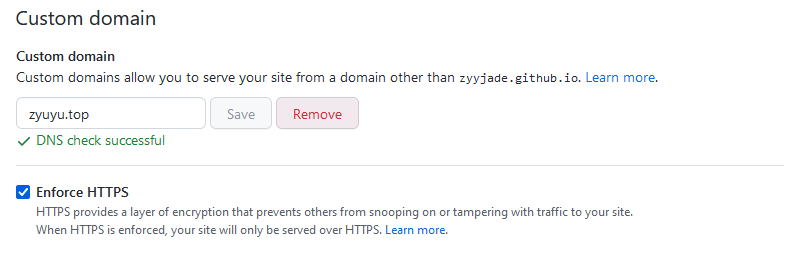 Custom domain
Custom domain
Custom domains allow you to serve your site from a domain other than zyyjade.github.io. Learn more.
zyuyu.top Save Remove
DNS check successful
Enforce HTTPS
HTTPS provides a layer of encryption that prevents others from snooping on or tampering with traffic to your site.
When HTTPS is enforced, your site will only be served over HTTPS. Learn more.